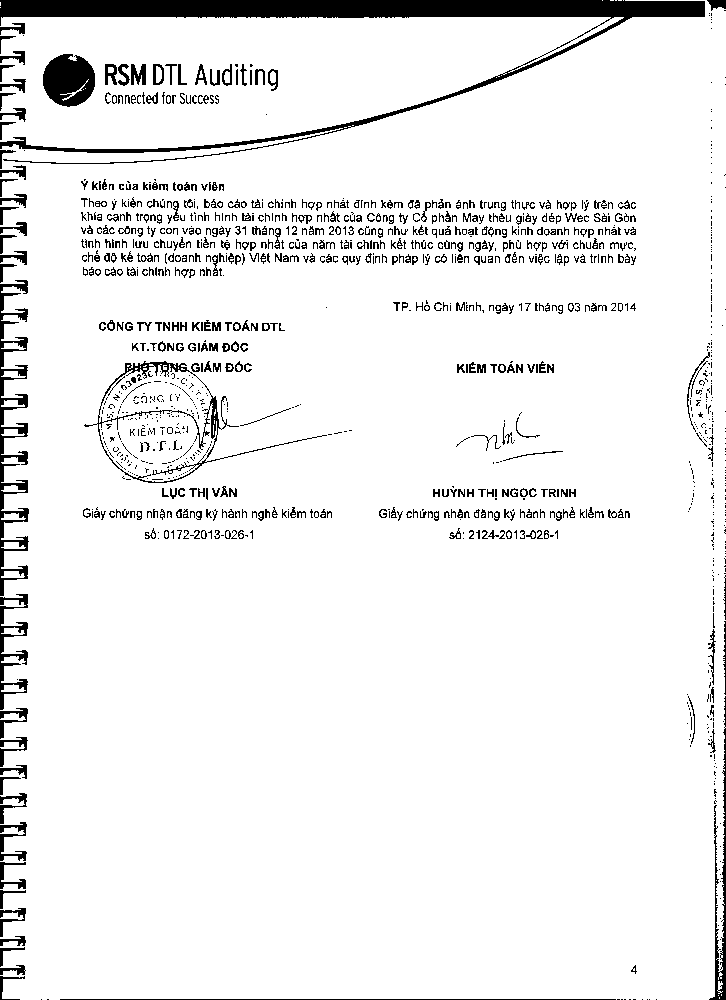 RSM DTL Auditing
Connected for Success
Ý kiến của kiểm toán viên
Theo ý kiến chúng tôi, báo cáo tài chính hợp nhất đính kèm đã phản ánh trung thực và hợp lý trên các
khía cạnh trọng yếu tình hình tài chính hợp nhất của Công ty Cổ phần May thêu giày dép Wec Sài Gòn
và các công ty con vào ngày 31 tháng 12 năm 2013 cũng như kết quả hoạt động kinh doanh hợp nhất và
tình hình lưu chuyển tiền tệ hợp nhất của năm tài chính kết thúc cùng ngày, phù hợp với chuẩn mực,
chế độ kế toán (doanh nghiệp) Việt Nam và các quy định pháp lý có liên quan đến việc lập và trình bày
báo cáo tài chính hợp nhất.
TP. Hồ Chí Minh, ngày 17 tháng 03 năm 2014
CÔNG TY TNHH KIỂM TOÁN DTL
KT.TỔNG GIÁM ĐỐC
PHÓ TỔNG GIÁM ĐỐC
KIỂM TOÁN VIÊN
M.S.D.N: 0302361789 - C.T.T.N.H.H
CÔNG TY
TRÁCH NHIỆM HỮU HẠN
KIỂM TOÁN
D.T.L
QUẬN 1 - T.P HỒ CHÍ MINH
M.S.D.N
LỤC THỊ VÂN
HUỲNH THỊ NGỌC TRINH
Giấy chứng nhận đăng ký hành nghề kiểm toán
Giấy chứng nhận đăng ký hành nghề kiểm toán
số: 0172-2013-026-1
số: 2124-2013-026-1
4